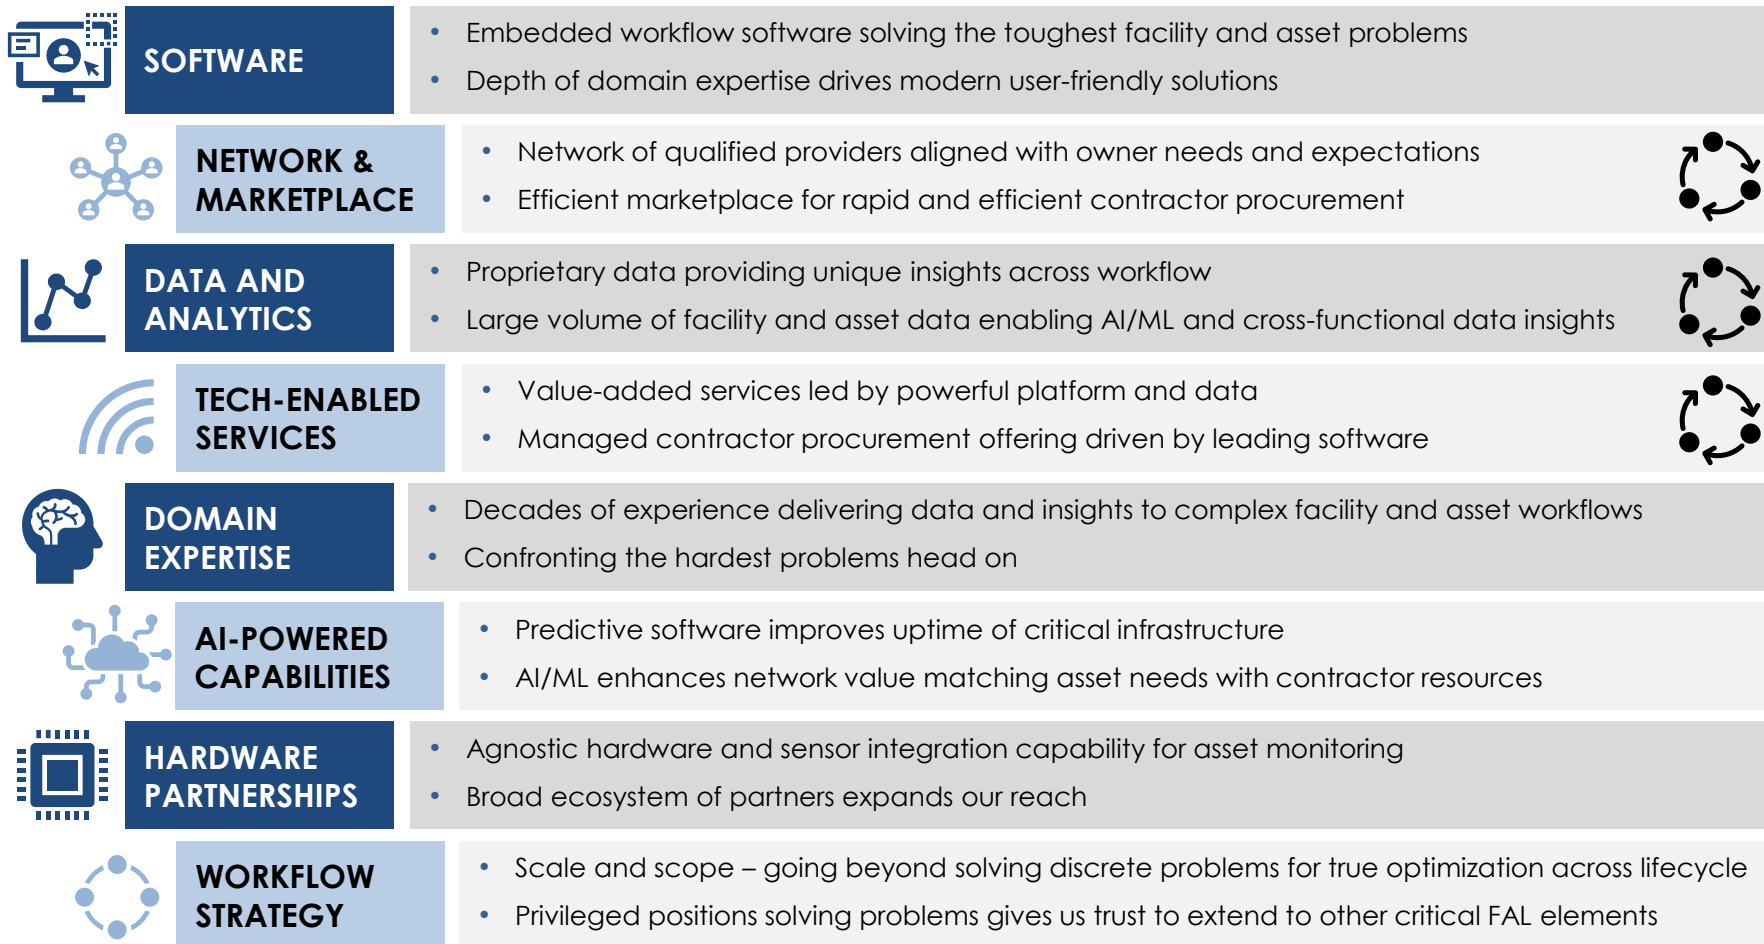 SOFTWARE
• Embedded workflow software solving the toughest facility and asset problems
• Depth of domain expertise drives modern user-friendly solutions
NETWORK &
MARKETPLACE
• Network of qualified providers aligned with owner needs and expectations
• Efficient marketplace for rapid and efficient contractor procurement
DATA AND
ANALYTICS
• Proprietary data providing unique insights across workflow
• Large volume of facility and asset data enabling AI/ML and cross-functional data insights
TECH-ENABLED
SERVICES
• Value-added services led by powerful platform and data
• Managed contractor procurement offering driven by leading software
DOMAIN
EXPERTISE
• Decades of experience delivering data and insights to complex facility and asset workflows
• Confronting the hardest problems head on
AI-POWERED
CAPABILITIES
• Predictive software improves uptime of critical infrastructure
• AI/ML enhances network value matching asset needs with contractor resources
HARDWARE
PARTNERSHIPS
• Agnostic hardware and sensor integration capability for asset monitoring
• Broad ecosystem of partners expands our reach
WORKFLOW
STRATEGY
• Scale and scope – going beyond solving discrete problems for true optimization across lifecycle
• Privileged positions solving problems gives us trust to extend to other critical FAL elements